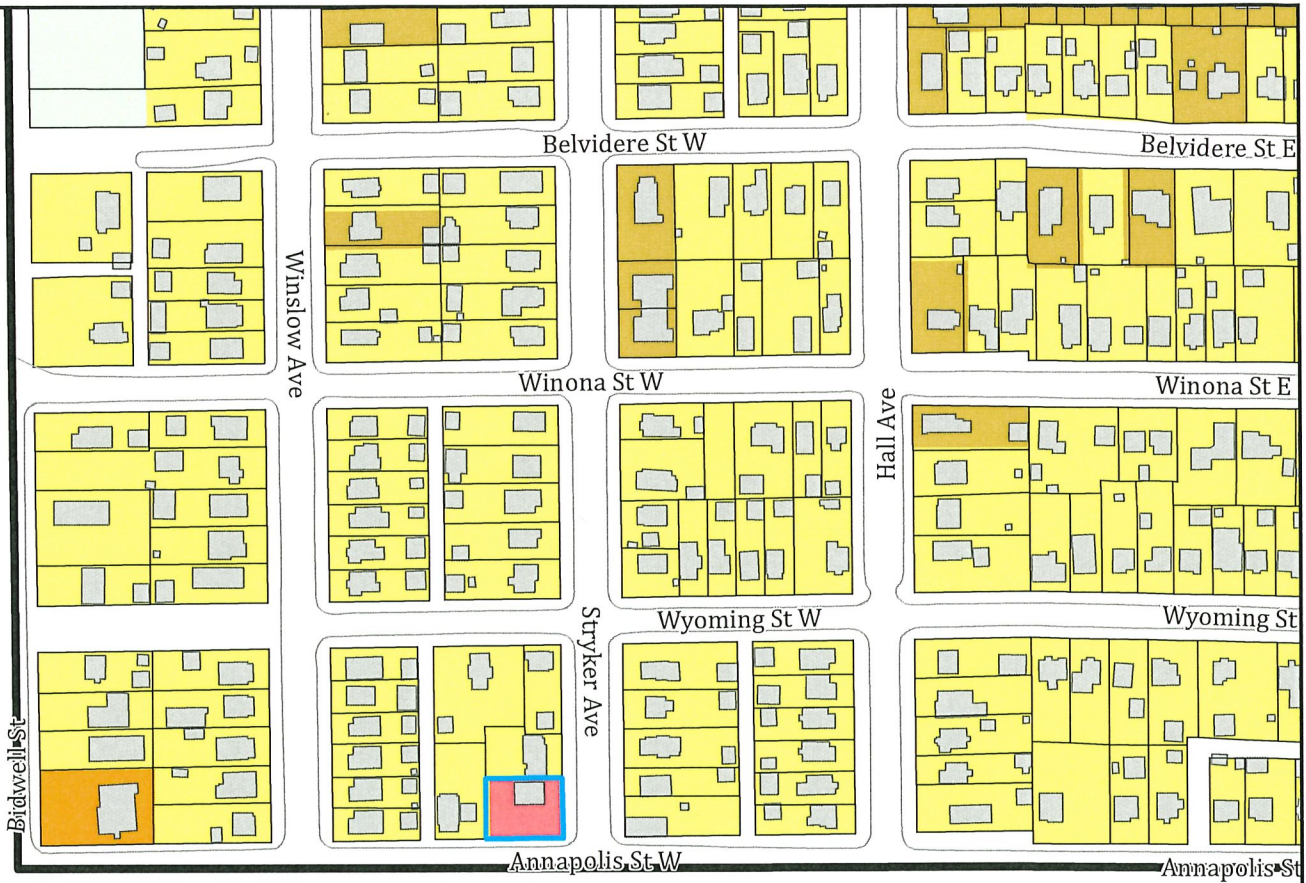 Belvidere St W
Belvidere St E
Winslow Ave
Winona St W
Winona St E
Hall Ave
Wyoming St W
Wyoming St
Stryker Ave
Bidwell St
Annapolis St W
Annapolis St